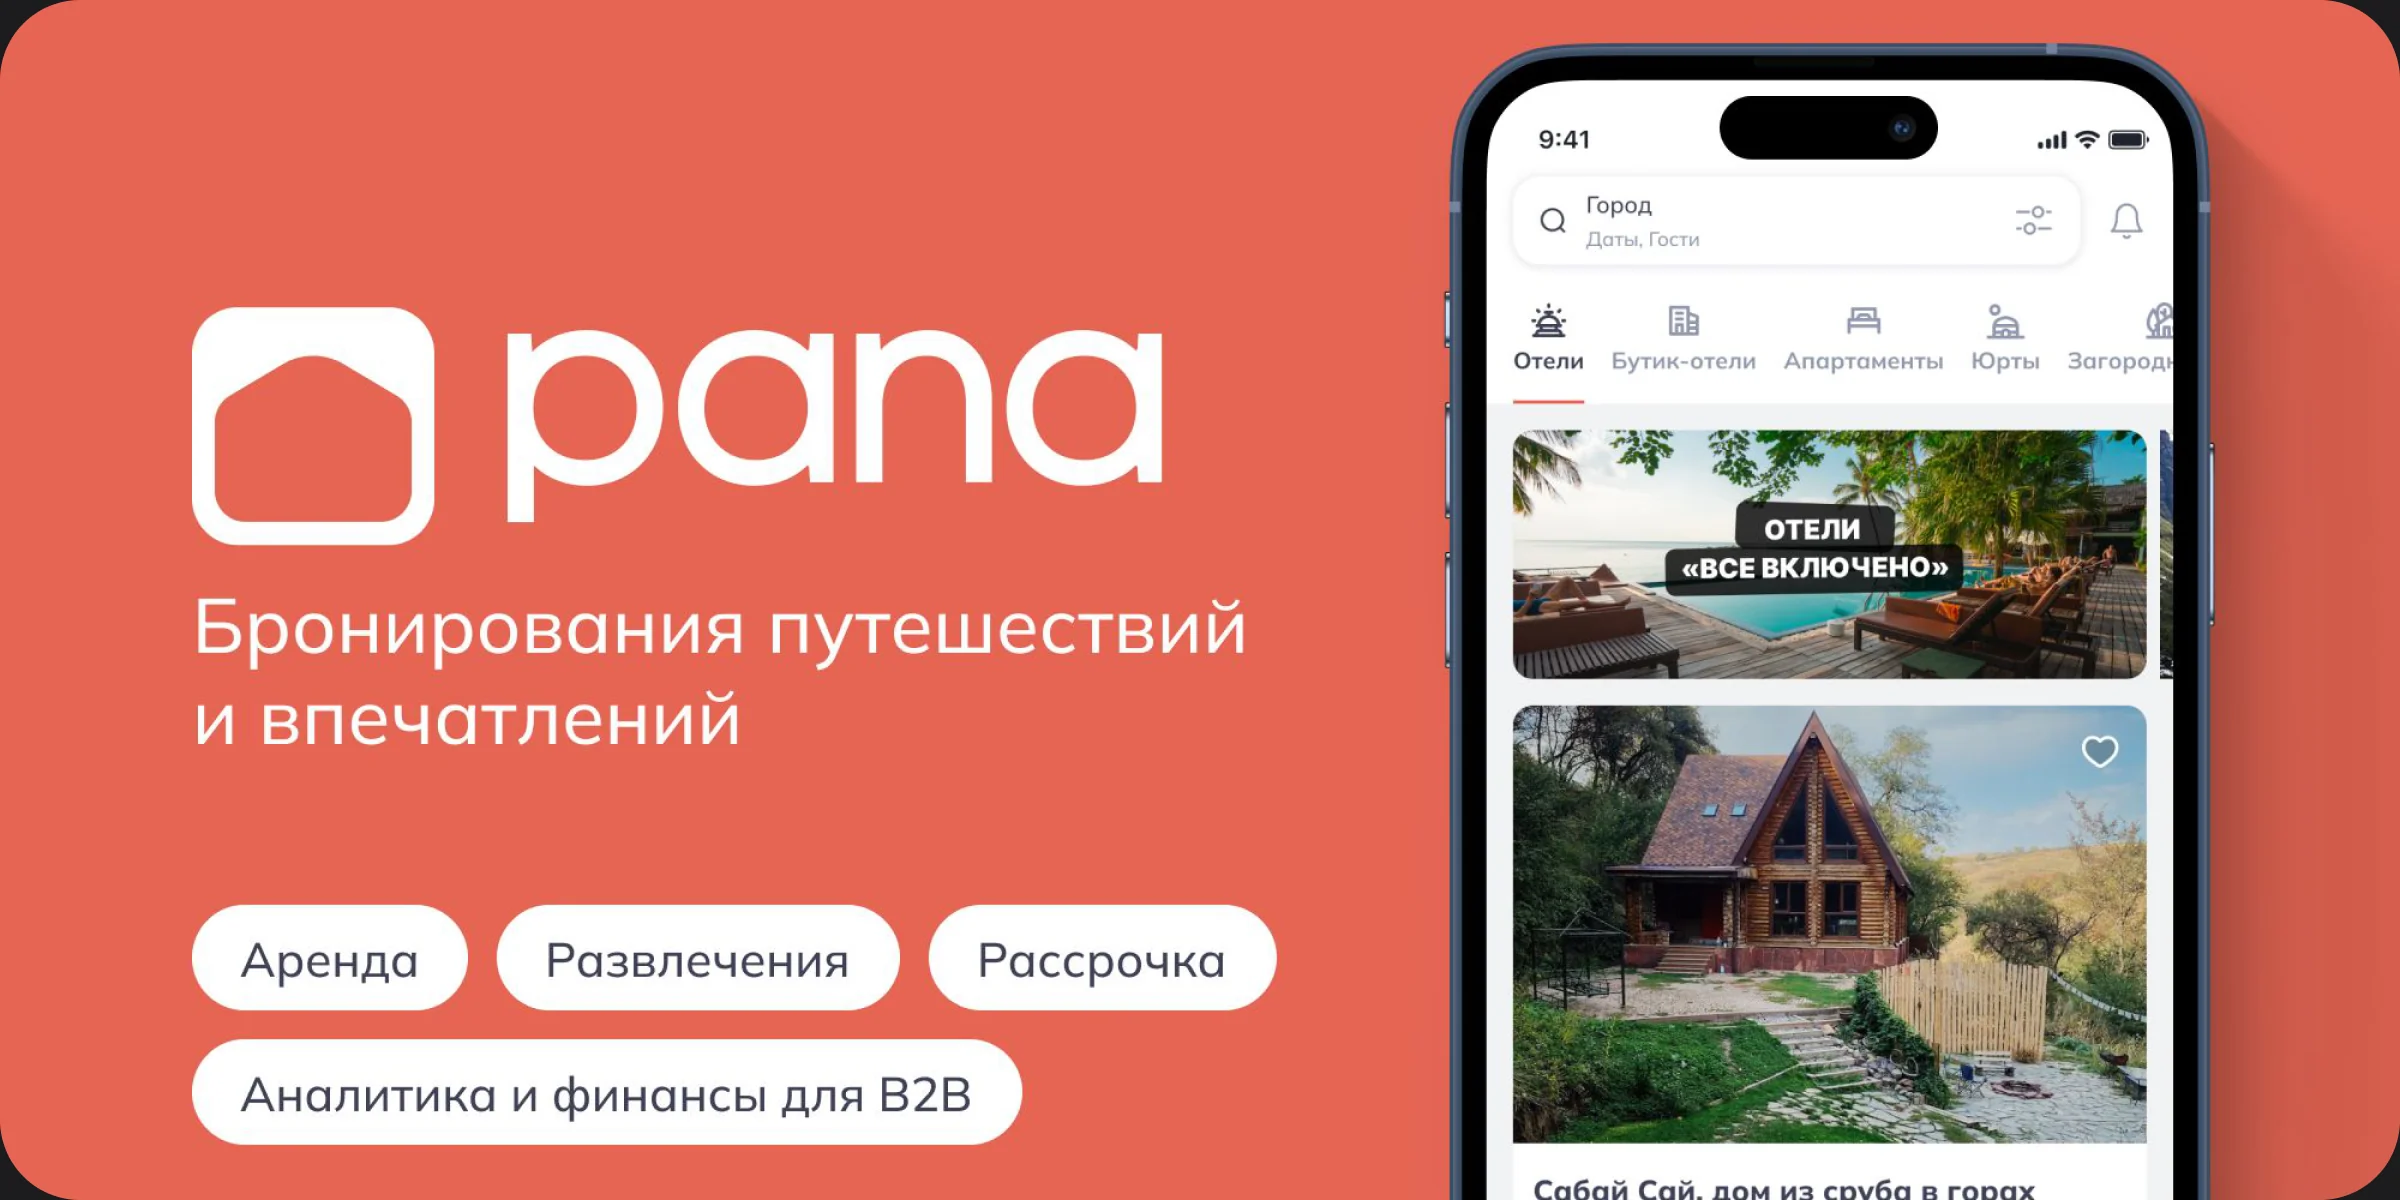 pana
Бронирования путешествий
и впечатлений
Аренда
Развлечения
Рассрочка
Аналитика и финансы для B2B
9:41
Город
Даты, Гости
Отели
Бутик-отели
Апартаменты
Юрты
Загородн
ОТЕЛИ
«ВСЕ ВКЛЮЧЕНО»
Сабай Сай, дом из сруба в горах